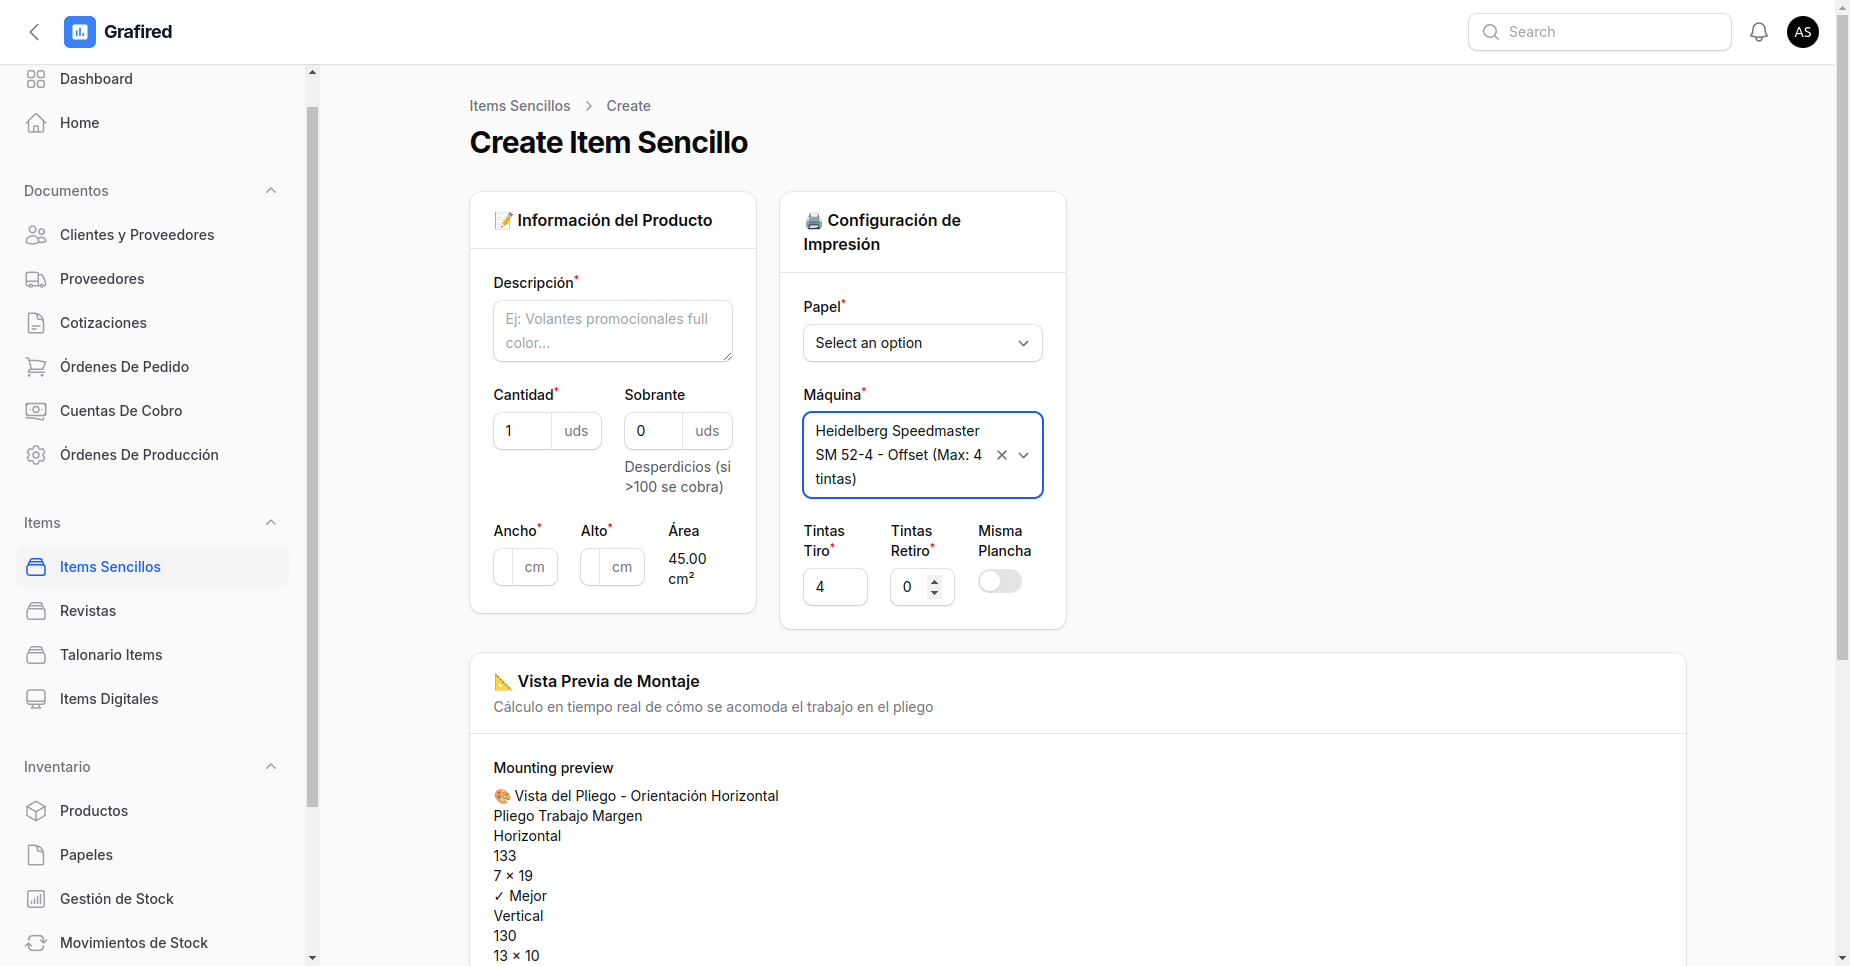 Grafired
Search
AS
Dashboard
Home
Documentos
Clientes y Proveedores
Proveedores
Cotizaciones
Órdenes De Pedido
Cuentas De Cobro
Órdenes De Producción
Items
Items Sencillos
Revistas
Talonario Items
Items Digitales
Inventario
Productos
Papeles
Gestión de Stock
Movimientos de Stock
Items Sencillos > Create
Create Item Sencillo
📝 Información del Producto
Descripción*
Ej: Volantes promocionales full
color...
Cantidad*
Sobrante
1 uds
0 uds
Desperdicios (si
>100 se cobra)
Ancho*
Alto*
Área
cm
cm
45.00
cm²
🖨️ Configuración de
Impresión
Papel*
Select an option
Máquina*
Heidelberg Speedmaster
SM 52-4 - Offset (Max: 4
tintas)
Tintas
Tiro*
Tintas
Retiro*
Misma
Plancha
4
0
📐 Vista Previa de Montaje
Cálculo en tiempo real de cómo se acomoda el trabajo en el pliego
Mounting preview
🎨 Vista del Pliego - Orientación Horizontal
Pliego Trabajo Margen
Horizontal
133
7 × 19
✓ Mejor
Vertical
130
13 × 10